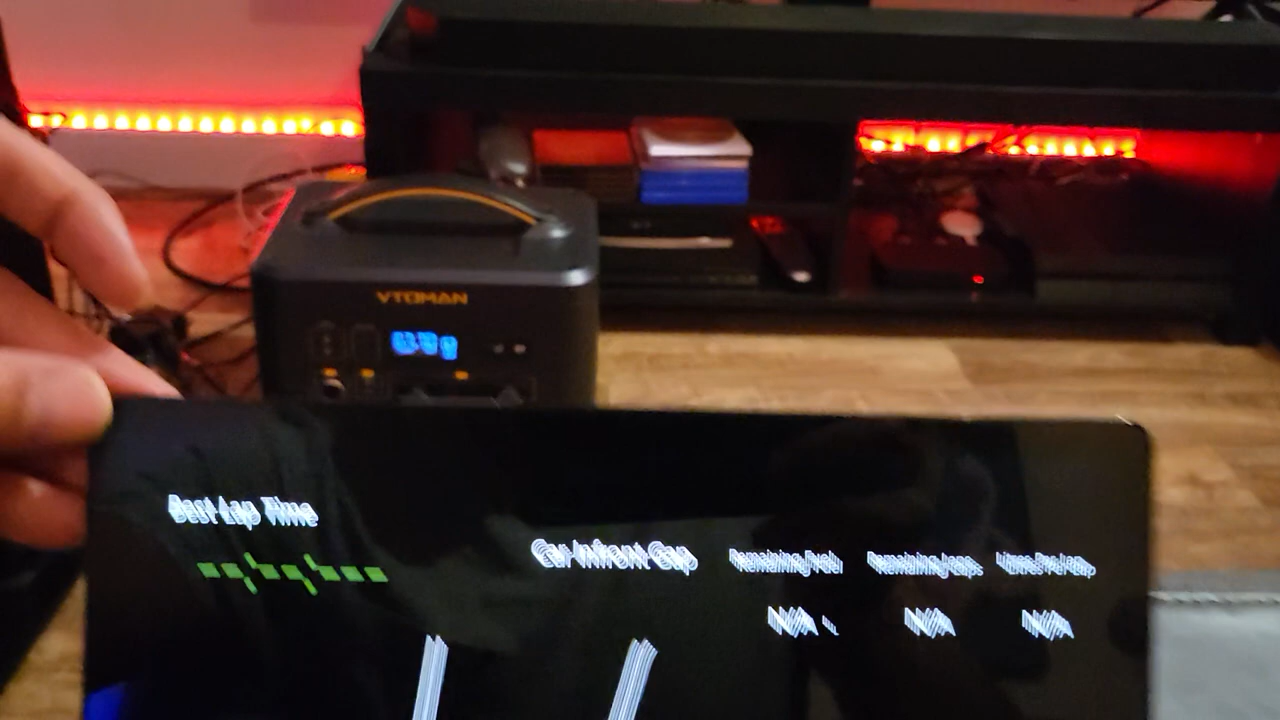 VTOMAN
Best Lap Time
--:--:---
Car Infront Gap
Remaining Fuel
Remaining Laps
Litres Per Lap
N/A
N/A
N/A